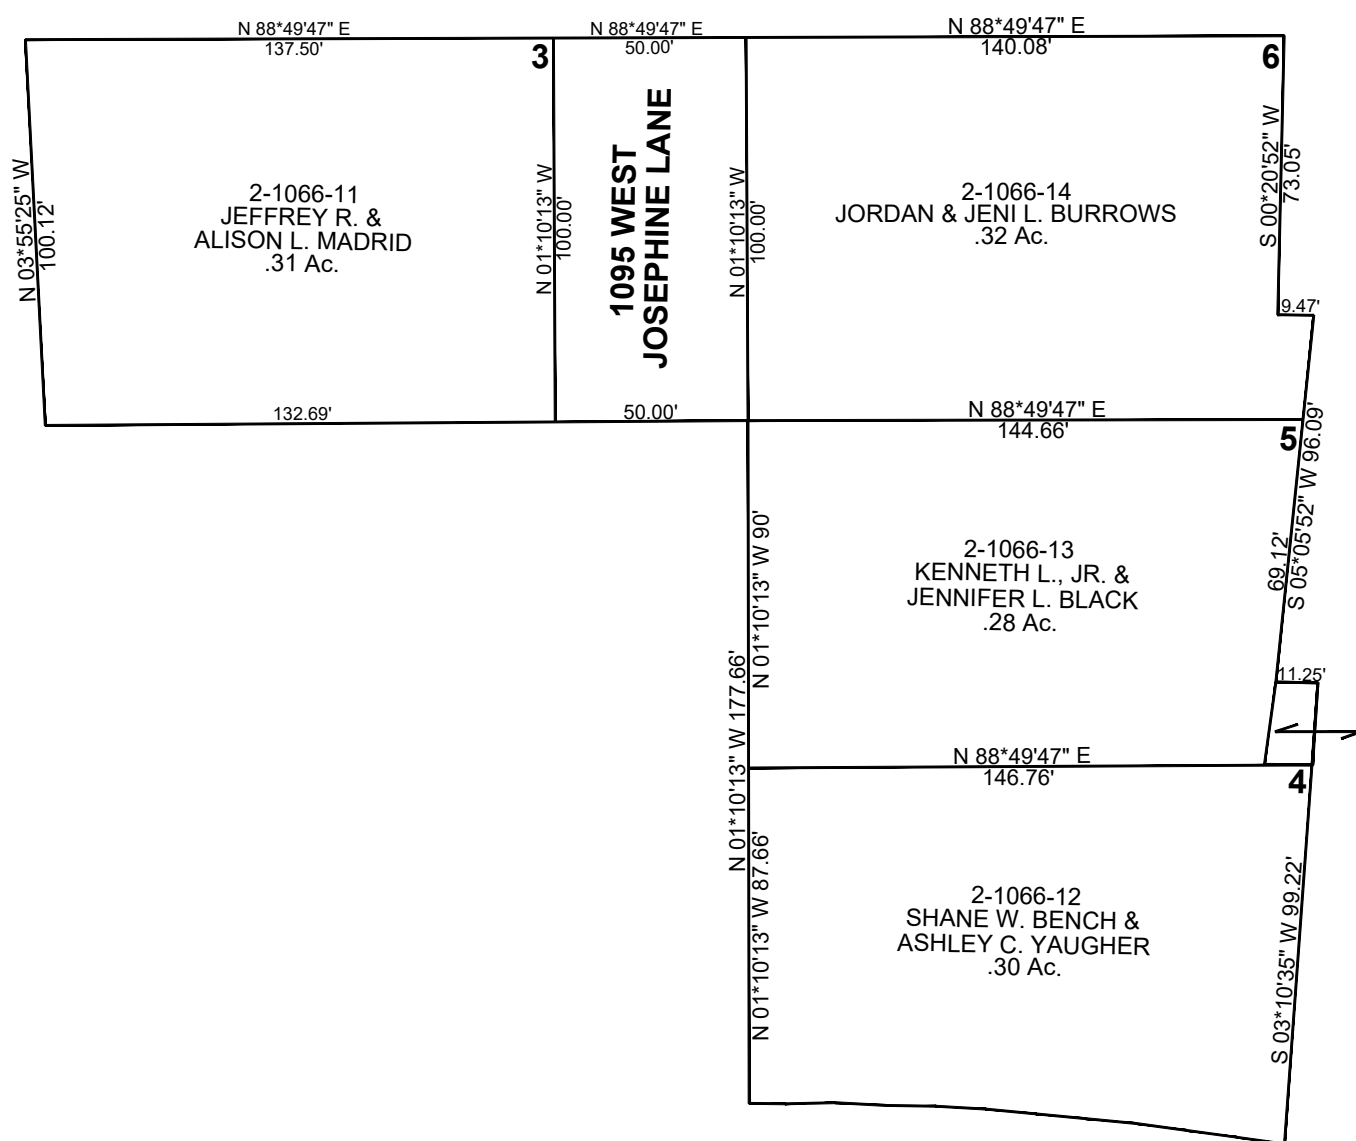 N 88*49'47" E
137.50'
N 88*49'47" E
50.00'
N 88*49'47" E
140.08'
3
6
N 03*55'25" W
100.12'
2-1066-11
JEFFREY R. &
ALISON L. MADRID
.31 Ac.
N 01*10'13" W
100.00'
1095 WEST
JOSEPHINE LANE
N 01*10'13" W
100.00'
2-1066-14
JORDAN & JENI L. BURROWS
.32 Ac.
S 00*20'52" W
73.05'
9.47'
132.69'
50.00'
N 88*49'47" E
144.66'
5
S 05*05'52" W 96.09'
69.12'
N 01*10'13" W 90'
2-1066-13
KENNETH L., JR. &
JENNIFER L. BLACK
.28 Ac.
11.25'
N 01*10'13" W 177.66'
N 88*49'47" E
146.76'
4
N 01*10'13" W 87.66'
2-1066-12
SHANE W. BENCH &
ASHLEY C. YAUGHER
.30 Ac.
S 03*10'35" W 99.22'